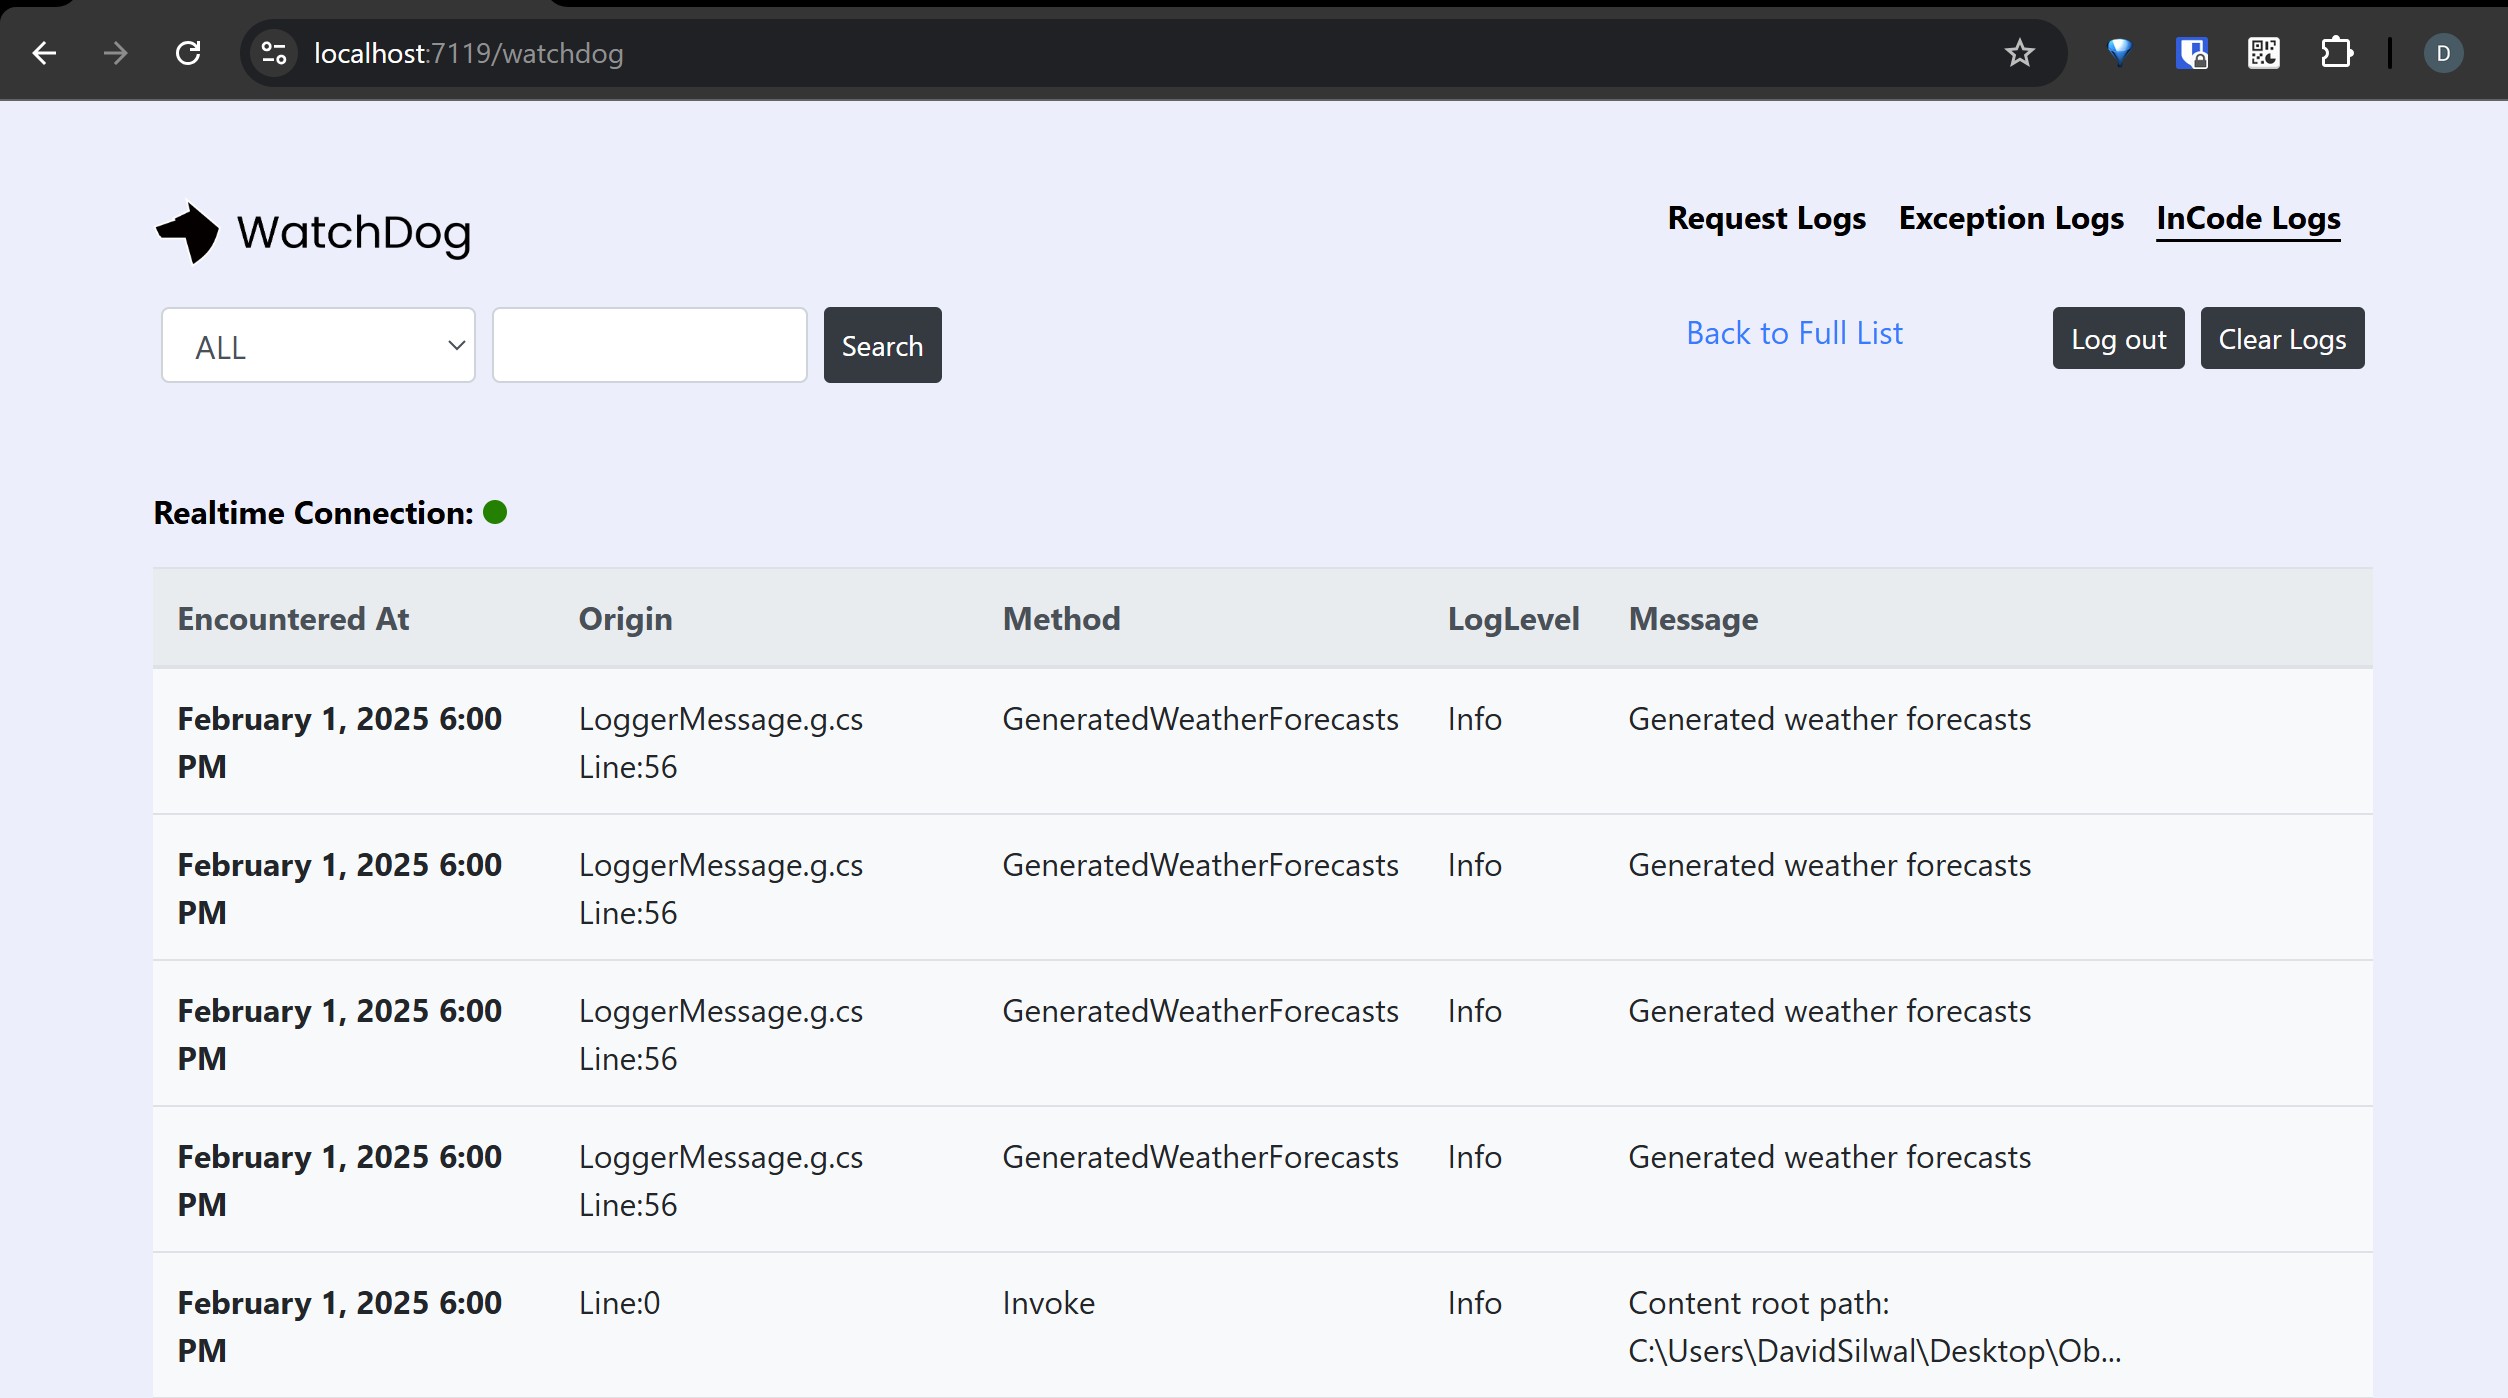 localhost:7119/watchdog
D
WatchDog
Request Logs Exception Logs InCode Logs
ALL Search Back to Full List Log out Clear Logs
Realtime Connection:
Encountered At Origin Method LogLevel Message
February 1, 2025 6:00 LoggerMessage.g.cs GeneratedWeatherForecasts Info Generated weather forecasts
PM Line:56
February 1, 2025 6:00 LoggerMessage.g.cs GeneratedWeatherForecasts Info Generated weather forecasts
PM Line:56
February 1, 2025 6:00 LoggerMessage.g.cs GeneratedWeatherForecasts Info Generated weather forecasts
PM Line:56
February 1, 2025 6:00 LoggerMessage.g.cs GeneratedWeatherForecasts Info Generated weather forecasts
PM Line:56
February 1, 2025 6:00 Line:0 Invoke Info Content root path:
PM C:\Users\DavidSilwal\Desktop\Ob...